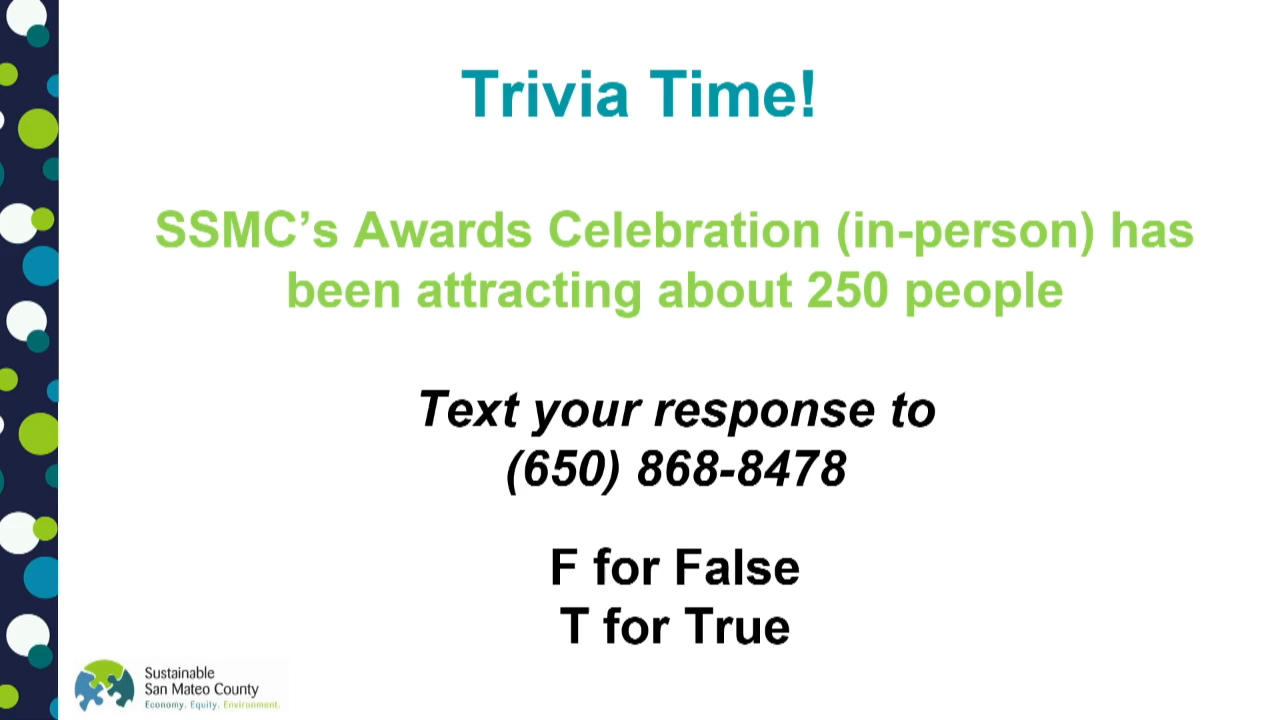 Trivia Time!
SSMC’s Awards Celebration (in-person) has
been attracting about 250 people
Text your response to
(650) 868-8478
F for False
T for True
Sustainable
San Mateo County
Economy. Equity. Environment.